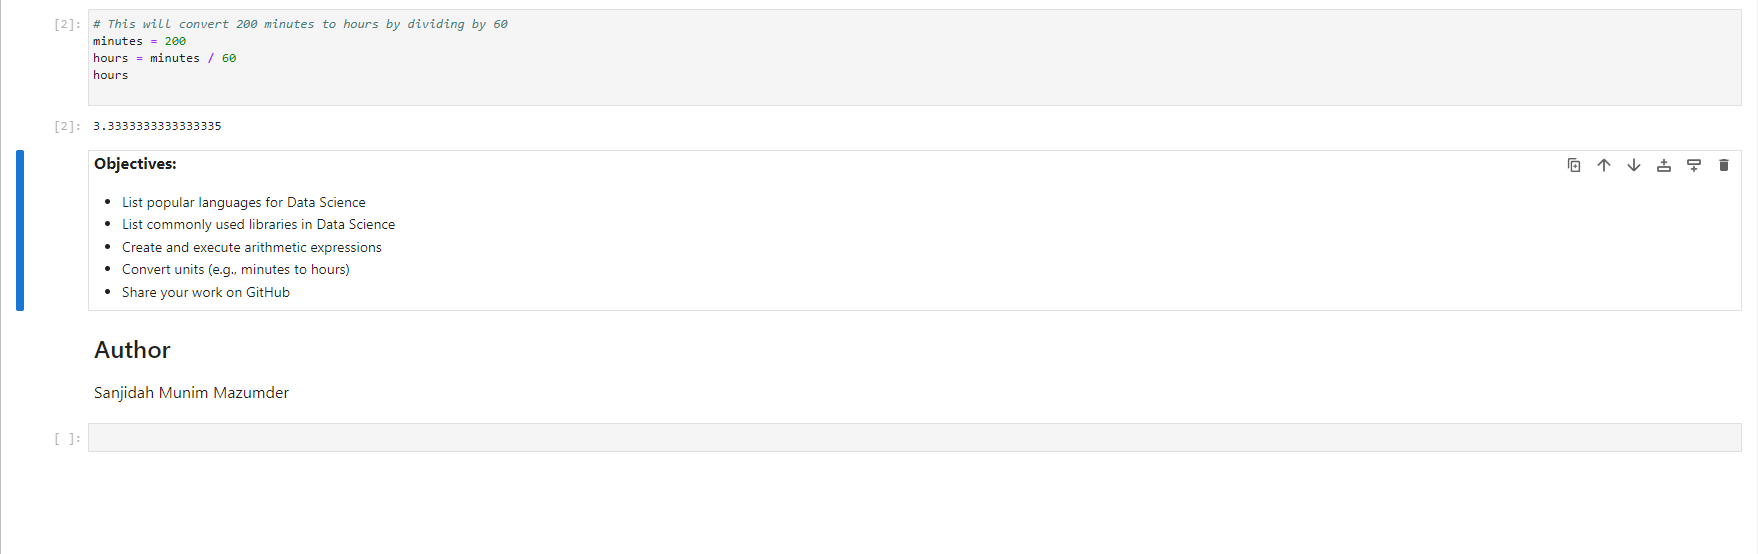 [2]: # This will convert 200 minutes to hours by dividing by 60
minutes = 200
hours = minutes / 60
hours
[2]: 3.3333333333333335
Objectives:
• List popular languages for Data Science
• List commonly used libraries in Data Science
• Create and execute arithmetic expressions
• Convert units (e.g., minutes to hours)
• Share your work on GitHub
Author
Sanjidah Munim Mazumder
[ ]: